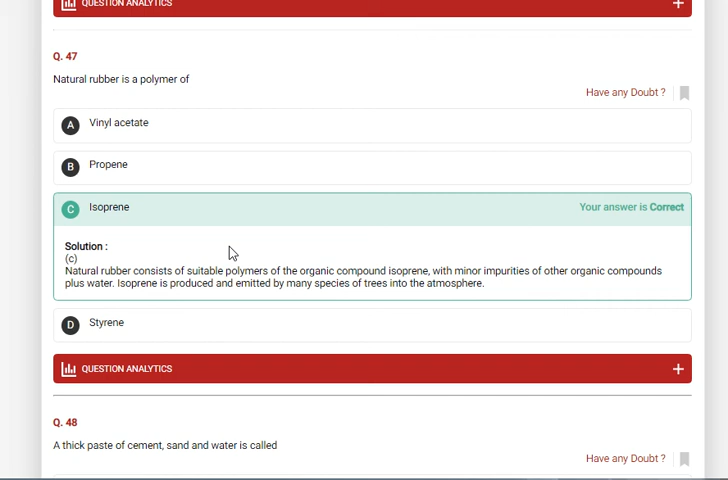 QUESTION ANALYTICS
Q. 47
Natural rubber is a polymer of
Have any Doubt ?
A Vinyl acetate
B Propene
C Isoprene Your answer is Correct
Solution :
(c)
Natural rubber consists of suitable polymers of the organic compound isoprene, with minor impurities of other organic compounds
plus water. Isoprene is produced and emitted by many species of trees into the atmosphere.
D Styrene
QUESTION ANALYTICS
Q. 48
A thick paste of cement, sand and water is called
Have any Doubt ?